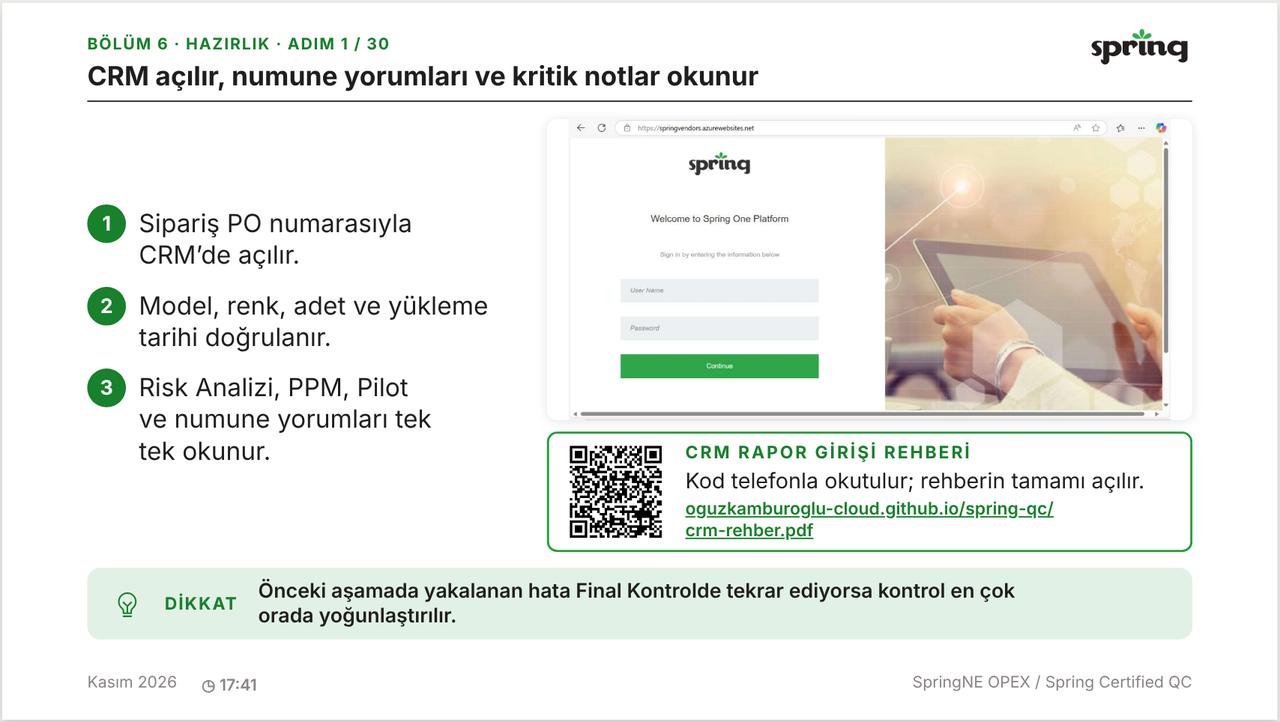 BÖLÜM 6 · HAZIRLIK · ADIM 1 / 30
spring
CRM açılır, numune yorumları ve kritik notlar okunur
1 Sipariş PO numarasıyla
CRM’de açılır.
2 Model, renk, adet ve yükleme
tarihi doğrulanır.
3 Risk Analizi, PPM, Pilot
ve numune yorumları tek
tek okunur.
https://springvendors.azurewebsites.net
spring
Welcome to Spring One Platform
Sign in by entering the information below
User Name
Password
Continue
CRM RAPOR GİRİŞİ REHBERİ
Kod telefonla okutulur; rehberin tamamı açılır.
oguzkamburoglu-cloud.github.io/spring-qc/
crm-rehber.pdf
DİKKAT
Önceki aşamada yakalanan hata Final Kontrolde tekrar ediyorsa kontrol en çok
orada yoğunlaştırılır.
Kasım 2026
17:41
SpringNE OPEX / Spring Certified QC